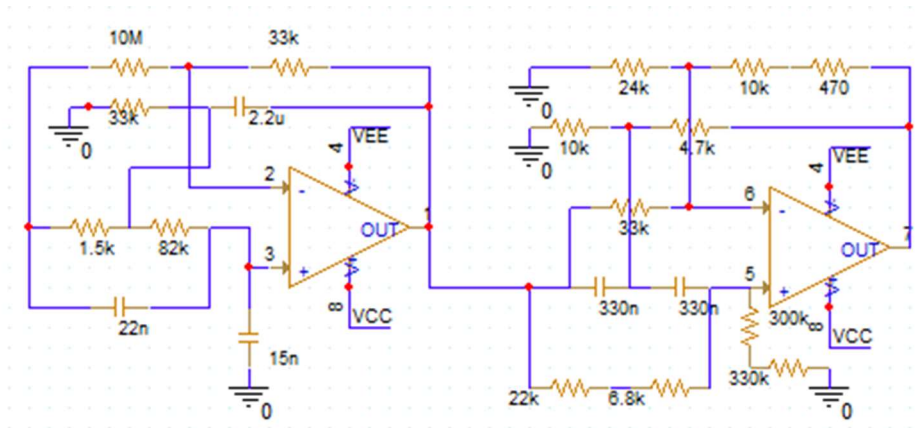 10M 33k
33k 2.2u
0
4 VEE
2 -
OUT 1
1.5k 82k
3 +
8 VCC
22n
15n
0
24k 10k 470
0
10k 4.7k
0
4 VEE
6 -
33k
OUT 7
5 +
330n 330n 300k
8 VCC
22k 6.8k 330k
0